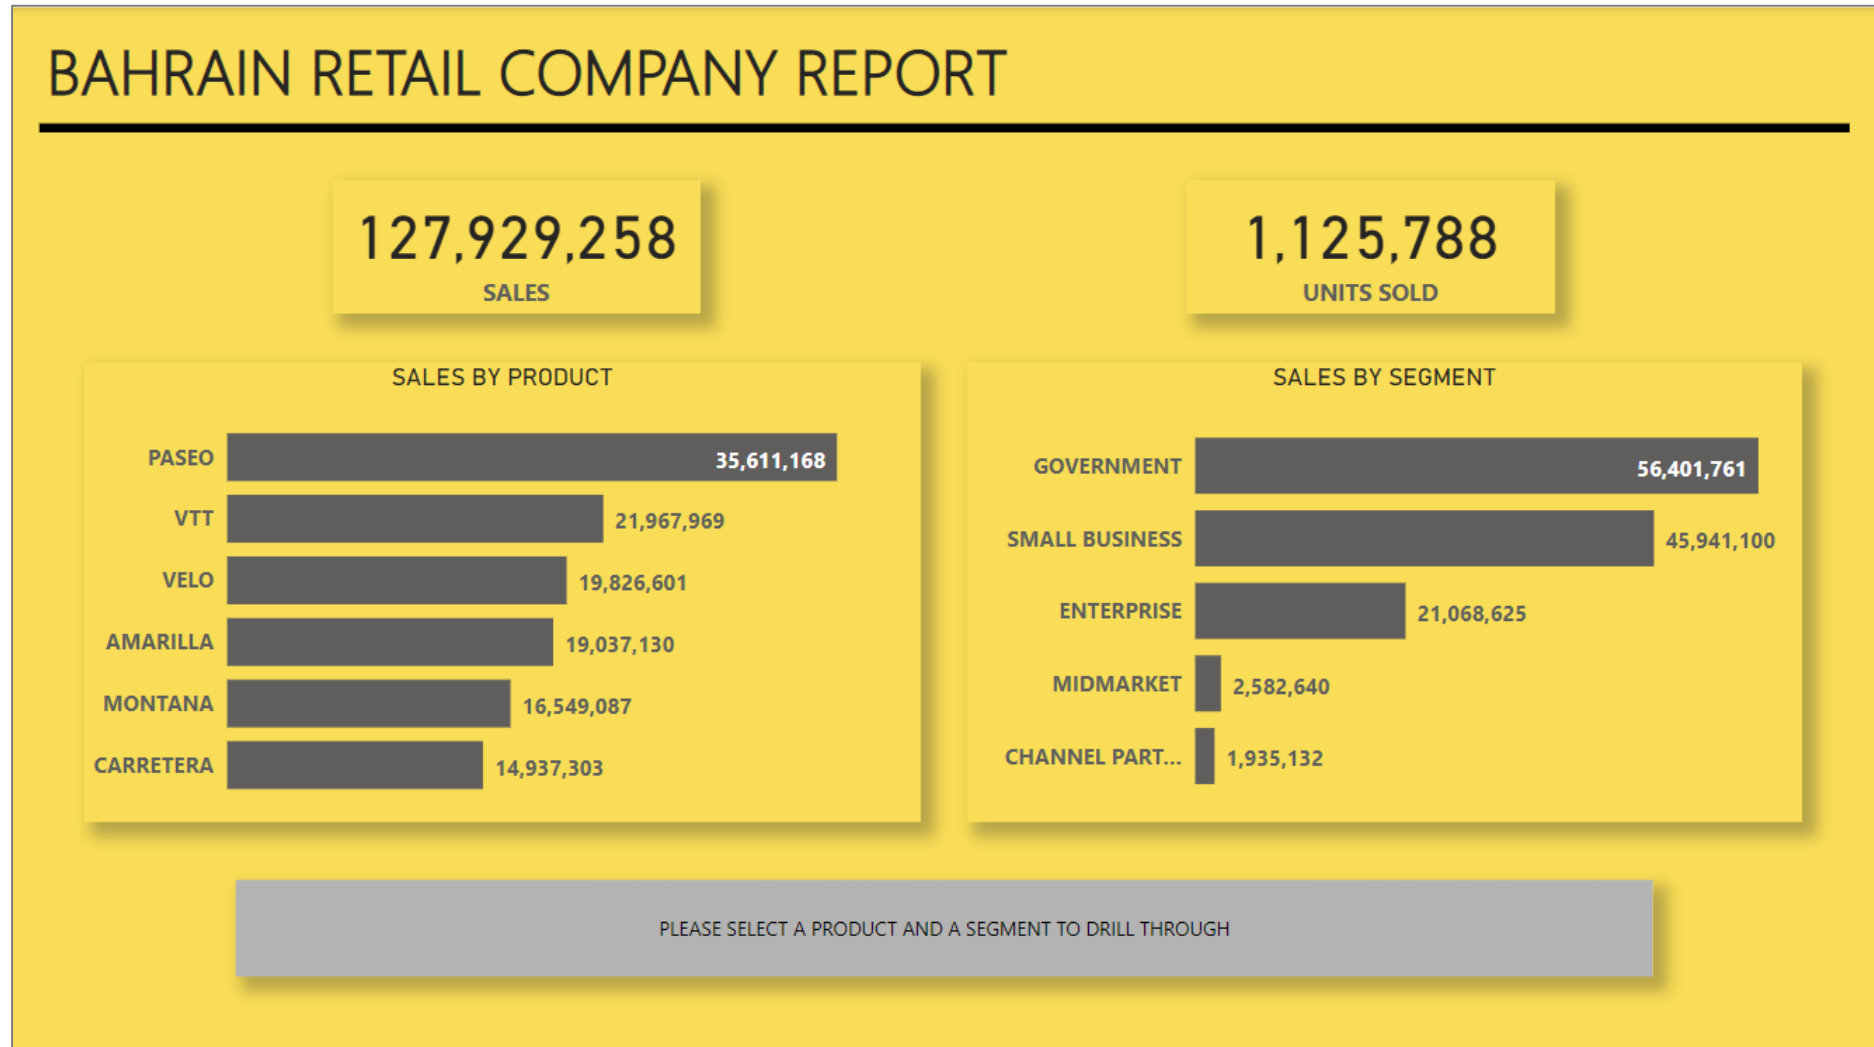 BAHRAIN RETAIL COMPANY REPORT
127,929,258
SALES
1,125,788
UNITS SOLD
SALES BY PRODUCT
PASEO 35,611,168
VTT 21,967,969
VELO 19,826,601
AMARILLA 19,037,130
MONTANA 16,549,087
CARRETERA 14,937,303
SALES BY SEGMENT
GOVERNMENT 56,401,761
SMALL BUSINESS 45,941,100
ENTERPRISE 21,068,625
MIDMARKET 2,582,640
CHANNEL PART... 1,935,132
PLEASE SELECT A PRODUCT AND A SEGMENT TO DRILL THROUGH